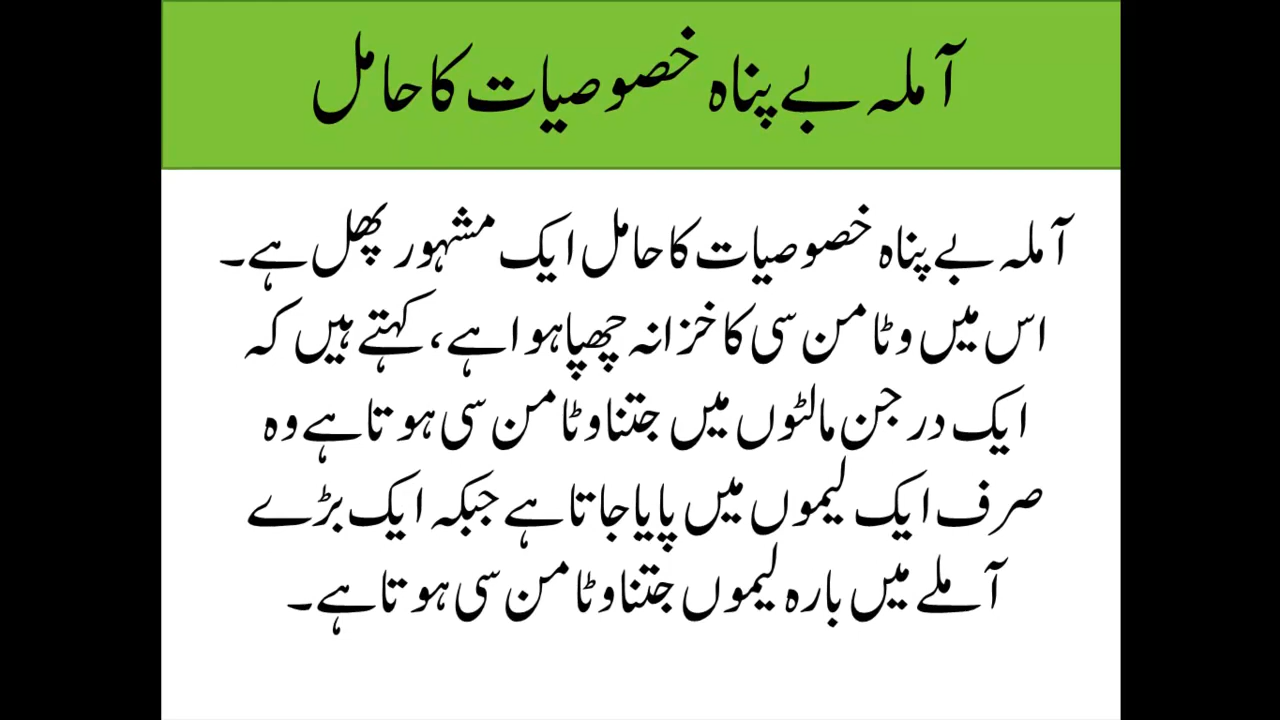 آملہ بے پناہ خصوصیات کا حامل
آملہ بے پناہ خصوصیات کا حامل ایک مشہور پھل ہے۔
اس میں وٹامن سی کا خزانہ چھپا ہوا ہے، کہتے ہیں کہ
ایک درجن مالٹوں میں جتنا وٹامن سی ہوتا ہے وہ
صرف ایک لیموں میں پایا جاتا ہے جبکہ ایک بڑے
آملے میں بارہ لیموں جتنا وٹامن سی ہوتا ہے۔